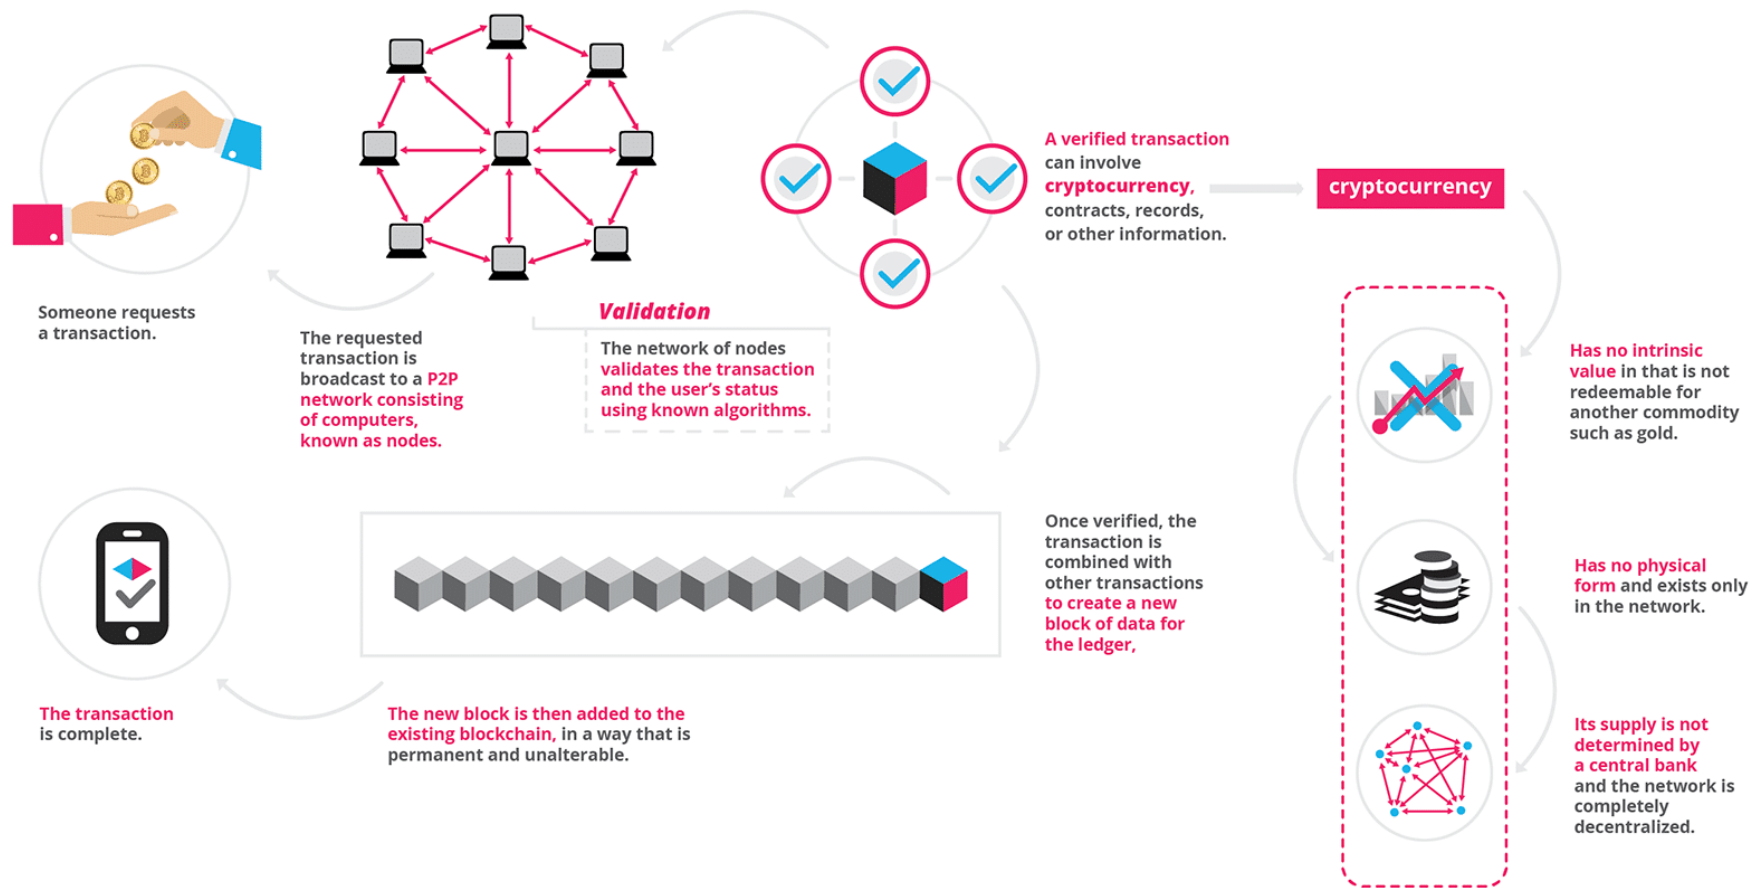 Someone requests
a transaction.
The requested
transaction is
broadcast to a P2P
network consisting
of computers,
known as nodes.
Validation
The network of nodes
validates the transaction
and the user's status
using known algorithms.
A verified transaction
can involve
cryptocurrency,
contracts, records,
or other information.
cryptocurrency
Has no intrinsic
value in that is not
redeemable for
another commodity
such as gold.
Has no physical
form and exists only
in the network.
Its supply is not
determined by
a central bank
and the network is
completely
decentralized.
Once verified, the
transaction is
combined with
other transactions
to create a new
block of data for
the ledger,
The new block is then added to the
existing blockchain, in a way that is
permanent and unalterable.
The transaction
is complete.